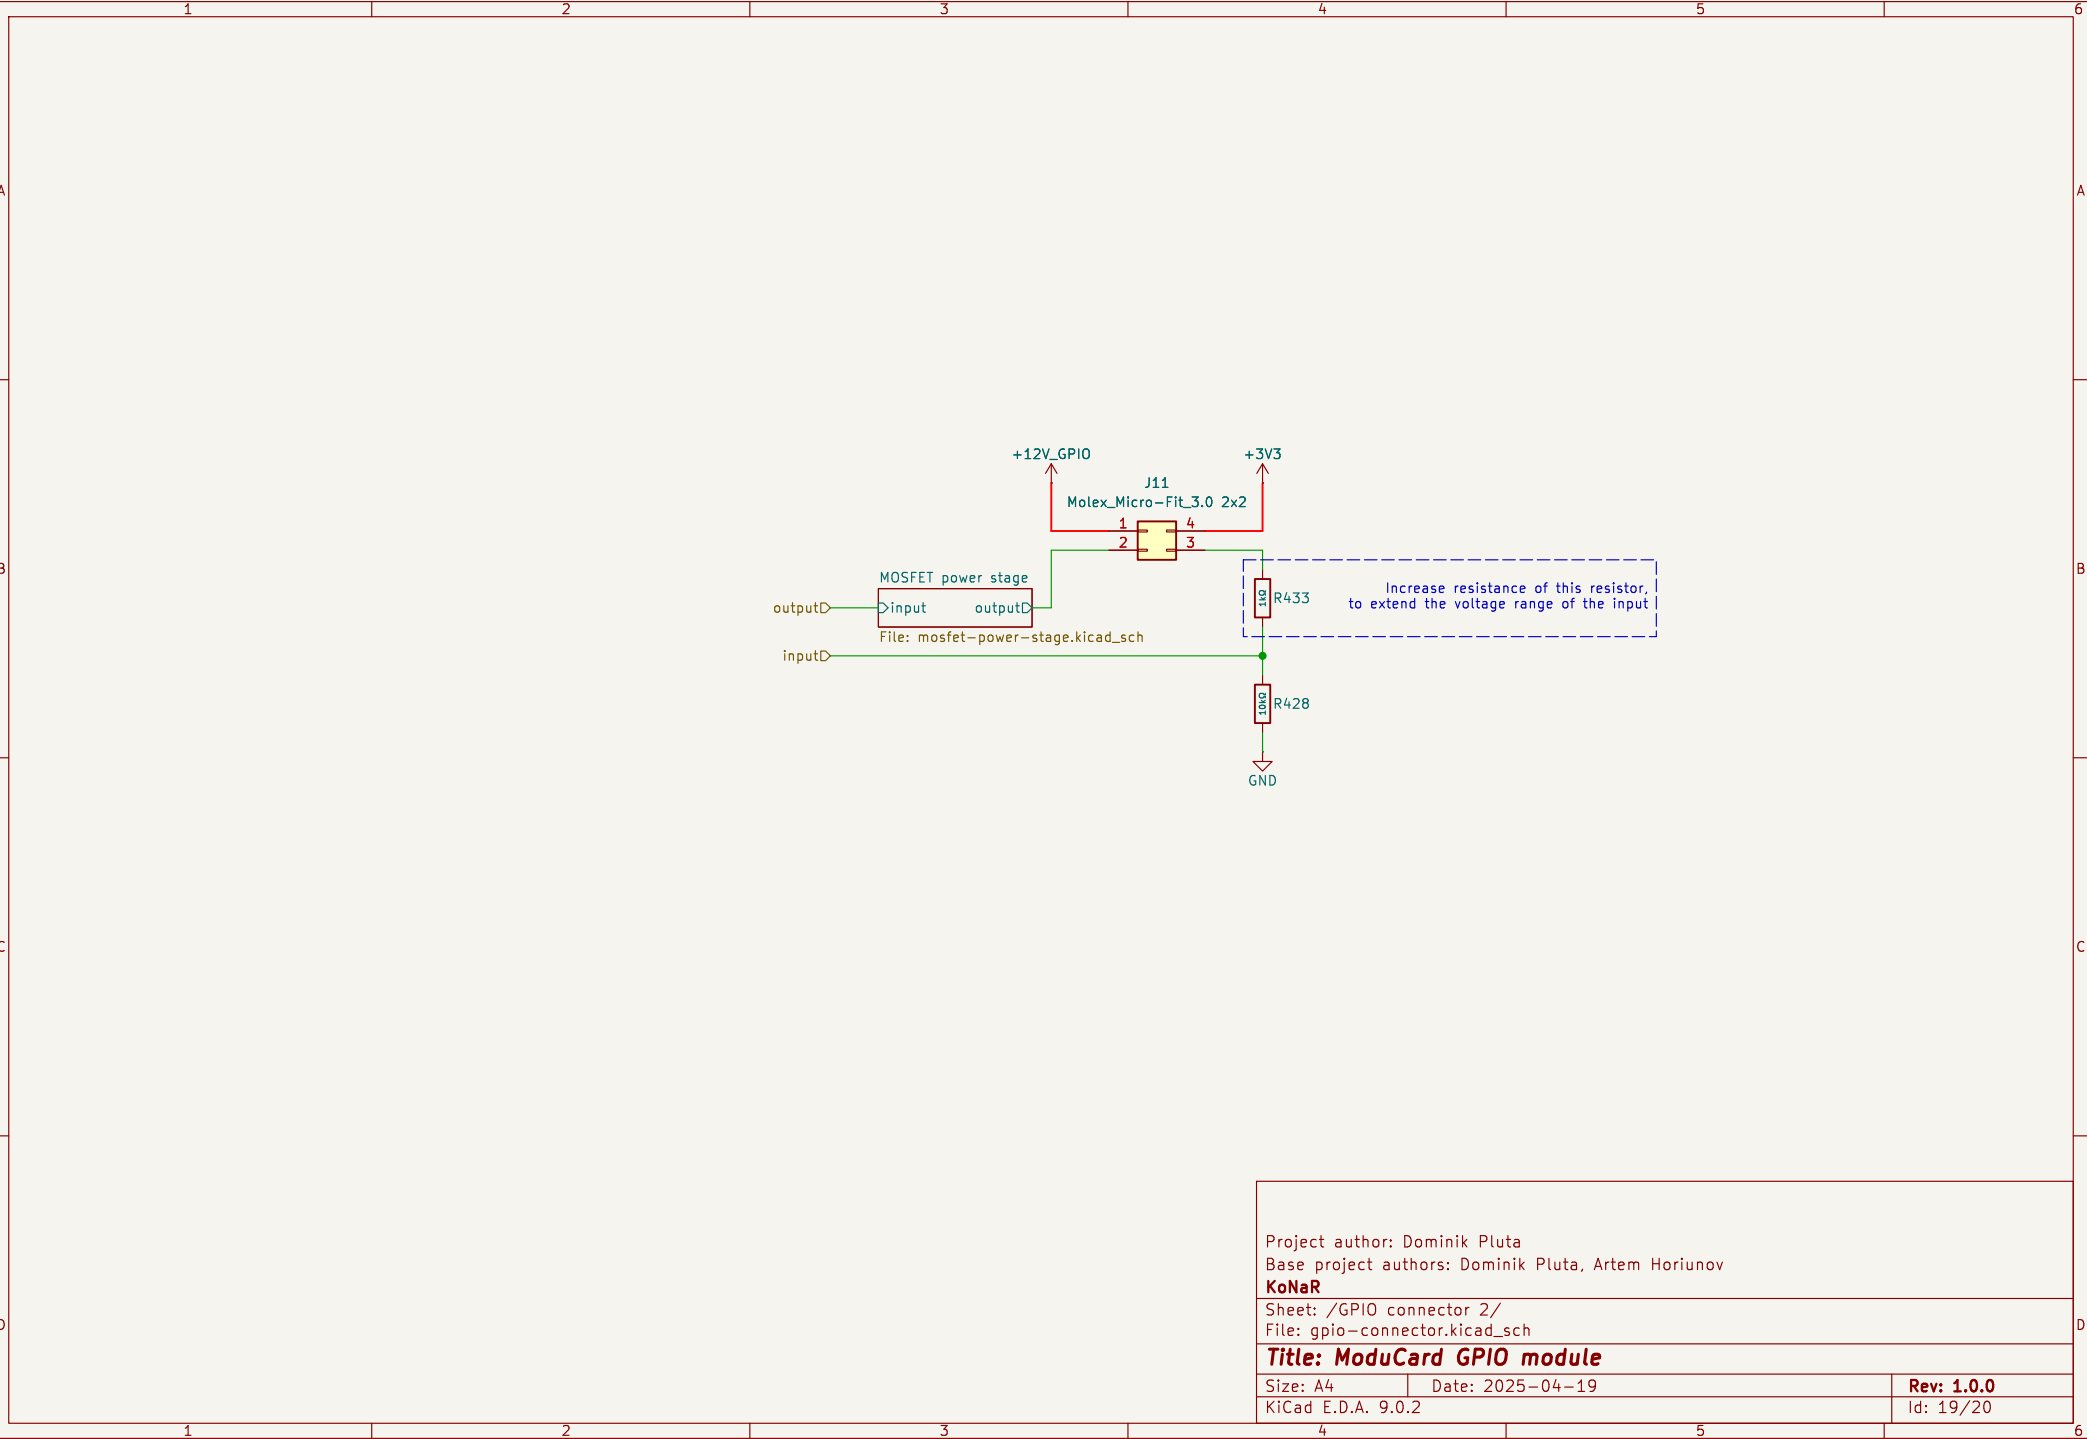 1 2 3 4 5 6
A A
+12V_GPIO +3V3
J11
Molex_Micro-Fit_3.0 2x2
1 4
2 3
B B
MOSFET power stage
Increase resistance of this resistor,
1kΩ R433
to extend the voltage range of the input
output input output
File: mosfet-power-stage.kicad_sch
input
10kΩ R428
GND
C C
Project author: Dominik Pluta
Base project authors: Dominik Pluta, Artem Horiunov
KoNaR
Sheet: /GPIO connector 2/
File: gpio-connector.kicad_sch
D D
Title: ModuCard GPIO module
Size: A4 Date: 2025-04-19 Rev: 1.0.0
KiCad E.D.A. 9.0.2 Id: 19/20
1 2 3 4 5 6